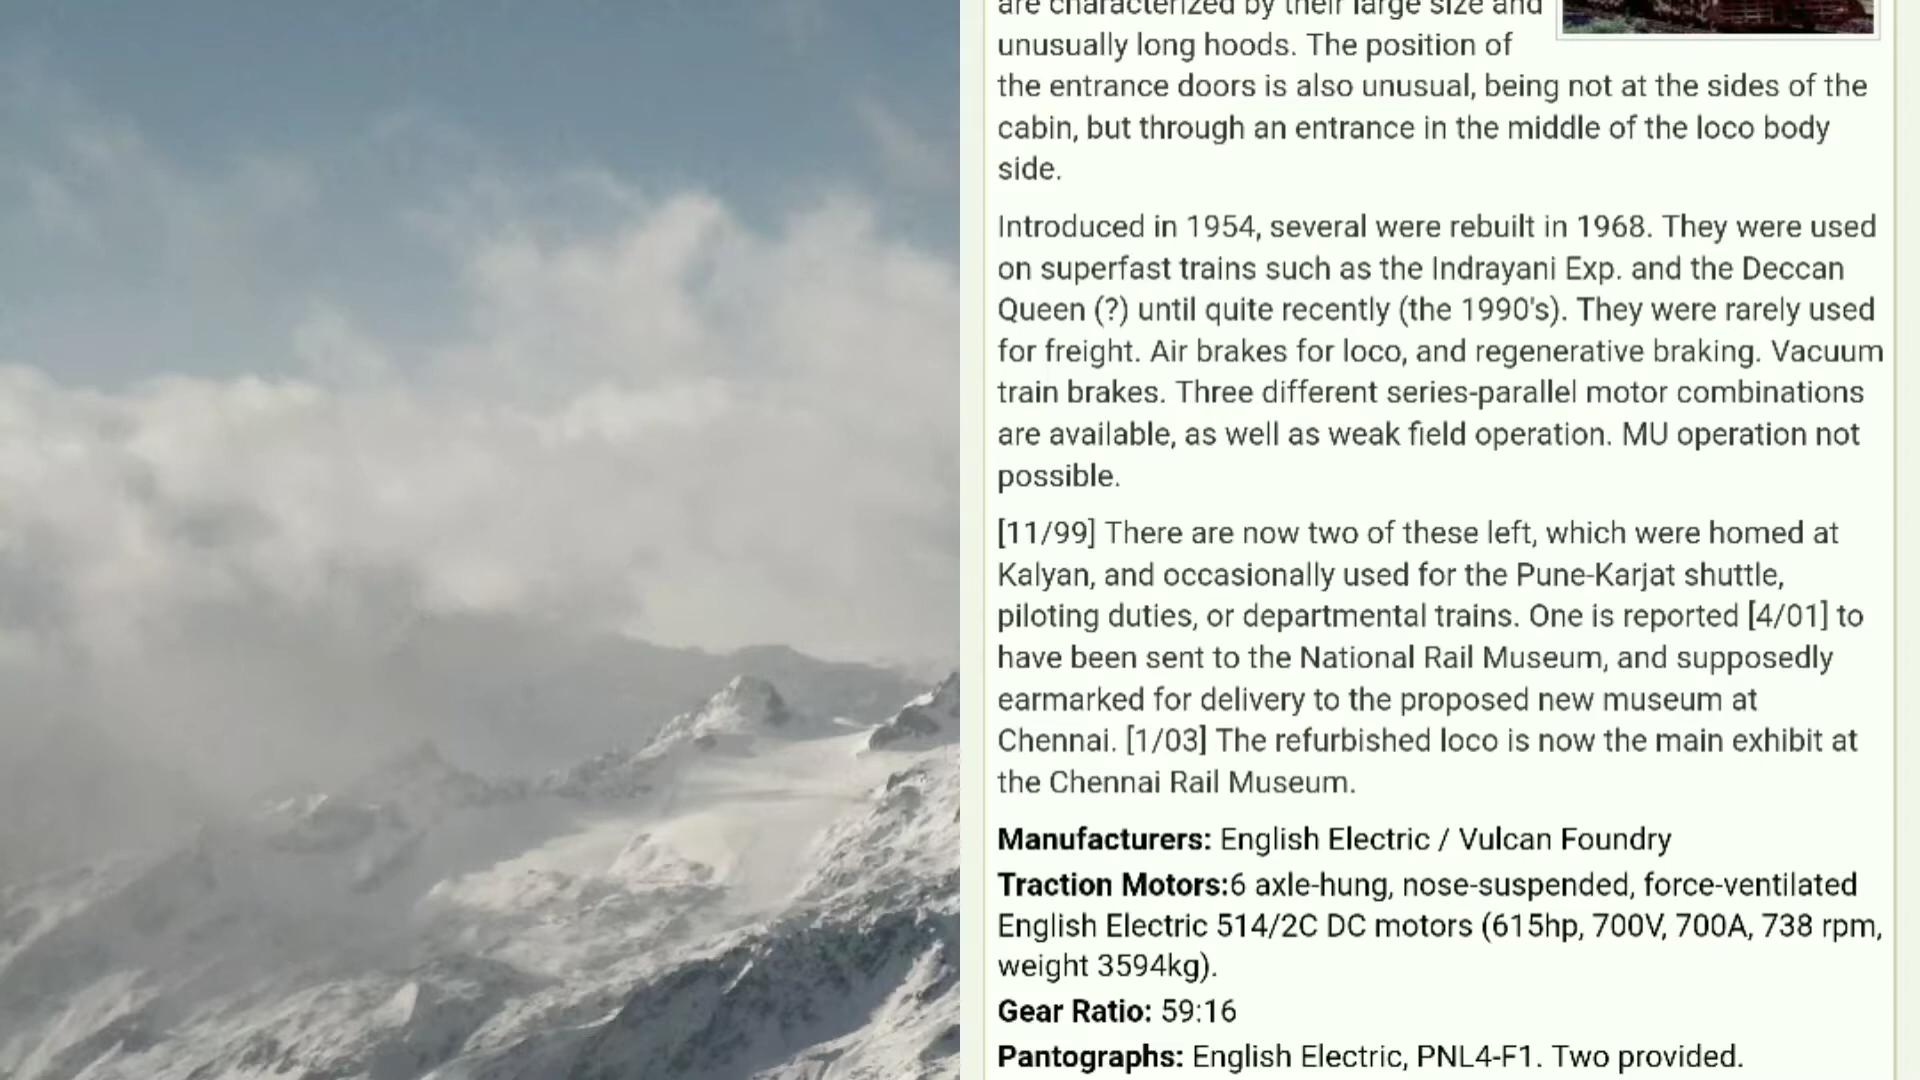 are characterized by their large size and
unusually long hoods. The position of
the entrance doors is also unusual, being not at the sides of the
cabin, but through an entrance in the middle of the loco body
side.
Introduced in 1954, several were rebuilt in 1968. They were used
on superfast trains such as the Indrayani Exp. and the Deccan
Queen (?) until quite recently (the 1990's). They were rarely used
for freight. Air brakes for loco, and regenerative braking. Vacuum
train brakes. Three different series-parallel motor combinations
are available, as well as weak field operation. MU operation not
possible.
[11/99] There are now two of these left, which were homed at
Kalyan, and occasionally used for the Pune-Karjat shuttle,
piloting duties, or departmental trains. One is reported [4/01] to
have been sent to the National Rail Museum, and supposedly
earmarked for delivery to the proposed new museum at
Chennai. [1/03] The refurbished loco is now the main exhibit at
the Chennai Rail Museum.
Manufacturers: English Electric / Vulcan Foundry
Traction Motors:6 axle-hung, nose-suspended, force-ventilated
English Electric 514/2C DC motors (615hp, 700V, 700A, 738 rpm,
weight 3594kg).
Gear Ratio: 59:16
Pantographs: English Electric, PNL4-F1. Two provided.